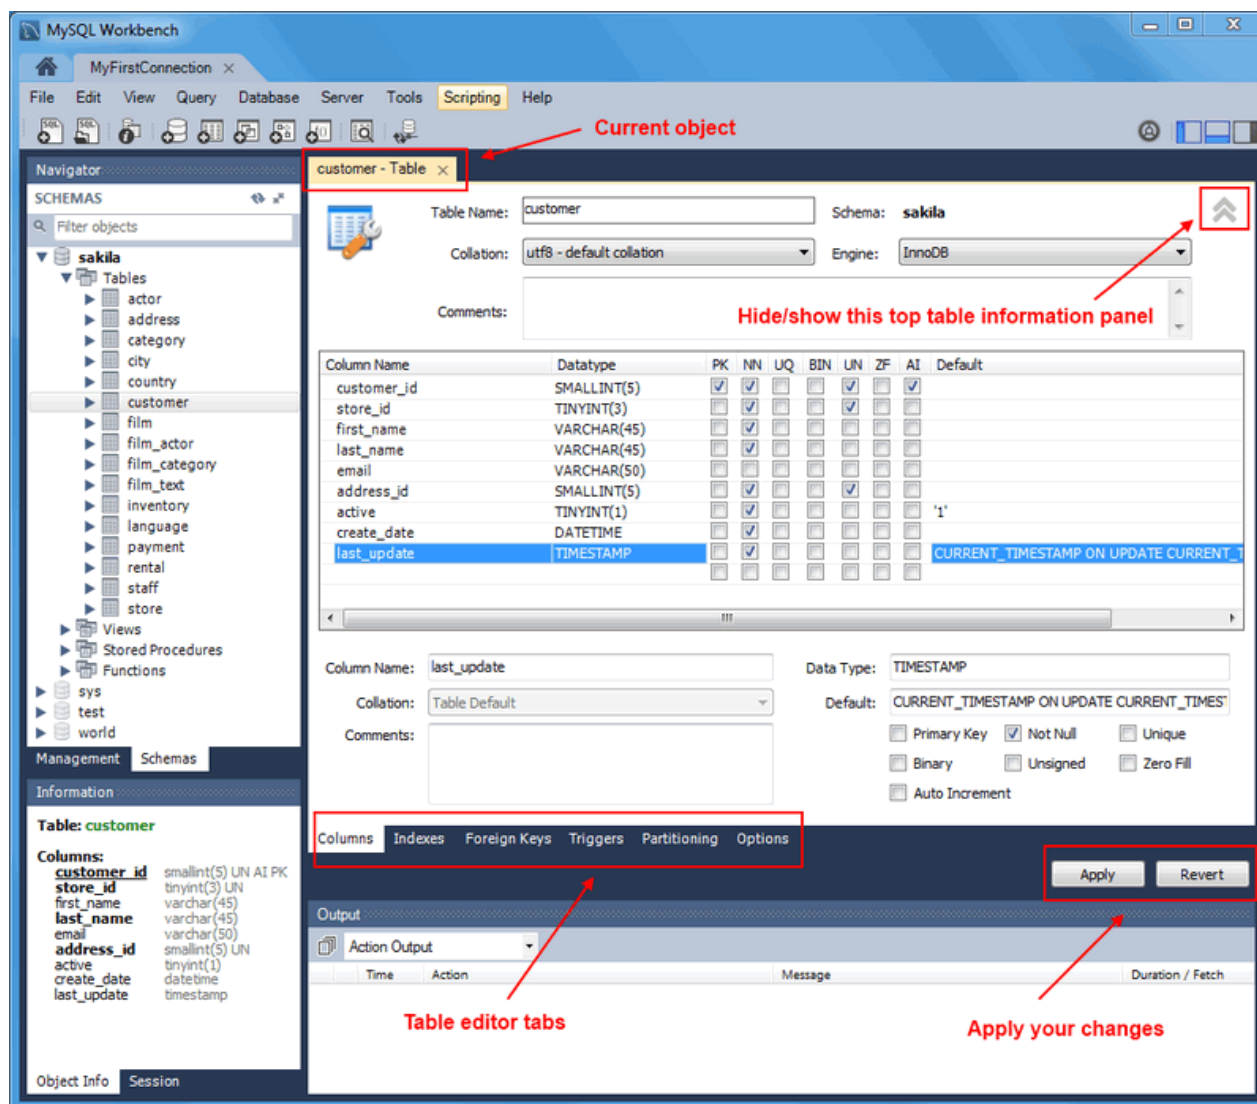 MySQL Workbench
MyFirstConnection
File Edit View Query Database Server Tools Scripting Help
Current object
Navigator
SCHEMAS
Filter objects
sakila
Tables
actor
address
category
city
country
customer
film
film_actor
film_category
film_text
inventory
language
payment
rental
staff
store
Views
Stored Procedures
Functions
sys
test
world
Management Schemas
Information
Table: customer
Columns:
customer_id smallint(5) UN AI PK
store_id tinyint(3) UN
first_name varchar(45)
last_name varchar(45)
email varchar(50)
address_id smallint(5) UN
active tinyint(1)
create_date datetime
last_update timestamp
Object Info Session
customer - Table
Table Name: customer Schema: sakila
Collation: utf8 - default collation Engine: InnoDB
Comments:
Hide/show this top table information panel
Column Name Datatype PK NN UQ BIN UN ZF AI Default
customer_id SMALLINT(5)
store_id TINYINT(3)
first_name VARCHAR(45)
last_name VARCHAR(45)
email VARCHAR(50)
address_id SMALLINT(5)
active TINYINT(1) '1'
create_date DATETIME
last_update TIMESTAMP CURRENT_TIMESTAMP ON UPDATE CURRENT_T
Column Name: last_update Data Type: TIMESTAMP
Collation: Table Default Default: CURRENT_TIMESTAMP ON UPDATE CURRENT_TIMEST
Comments: Primary Key Not Null Unique
Binary Unsigned Zero Fill
Auto Increment
Columns Indexes Foreign Keys Triggers Partitioning Options
Apply Revert
Output
Action Output
Time Action Message Duration / Fetch
Table editor tabs
Apply your changes